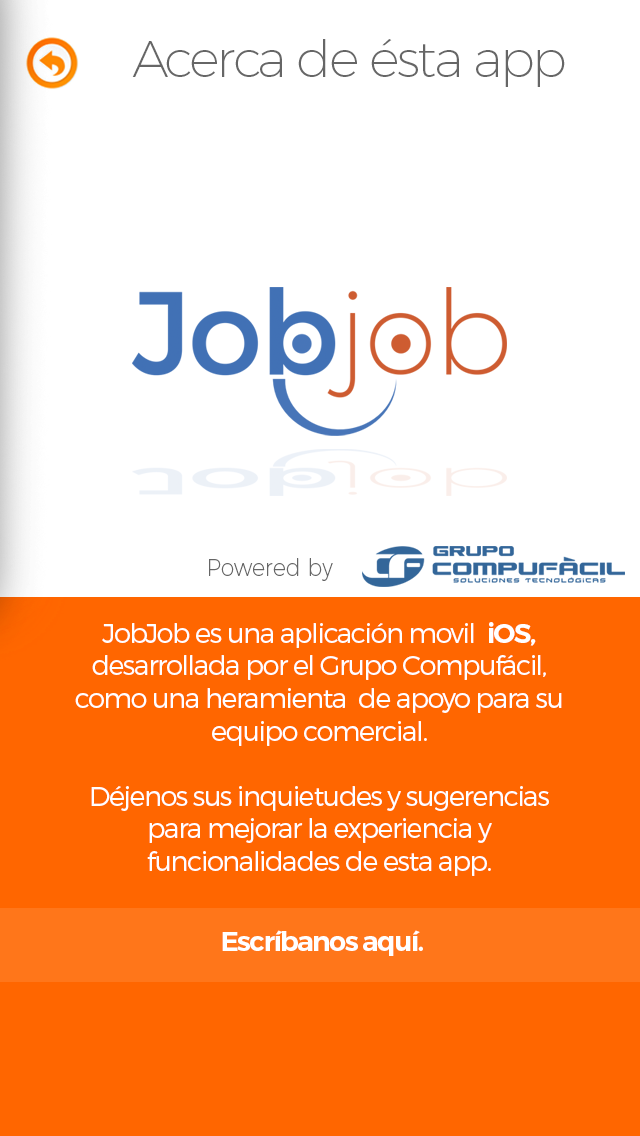 Acerca de ésta app
Jobjob
Powered by
GRUPO
COMPUFÀCIL
SOLUCIONES TECNOLÓGICAS
JobJob es una aplicación movil iOS,
desarrollada por el Grupo Compufácil,
como una heramienta de apoyo para su
equipo comercial.
Déjenos sus inquietudes y sugerencias
para mejorar la experiencia y
funcionalidades de esta app.
Escríbanos aquí.